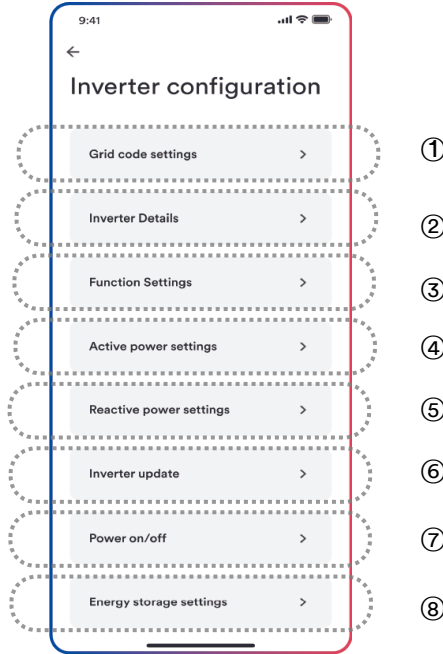 9:41
Inverter configuration
Grid code settings
①
Inverter Details
②
Function Settings
③
Active power settings
④
Reactive power settings
⑤
Inverter update
⑥
Power on/off
⑦
Energy storage settings
⑧